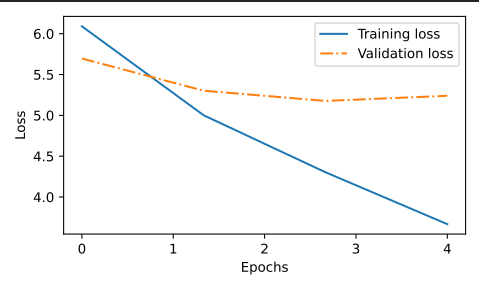 Training loss
Validation loss
6.0
5.5
5.0
4.5
4.0
Loss
0 1 2 3 4
Epochs